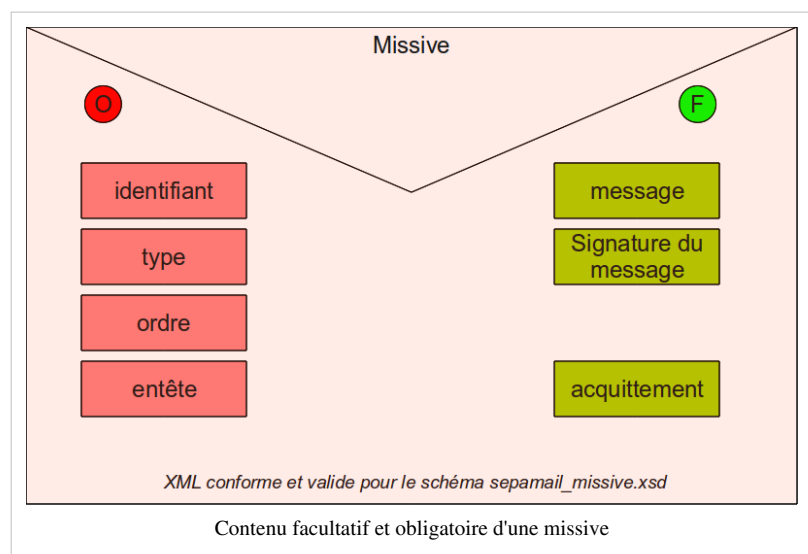 Missive
O
F
identifiant
message
type
Signature du
message
ordre
entête
acquittement
XML conforme et valide pour le schéma sepamail_missive.xsd
Contenu facultatif et obligatoire d'une missive